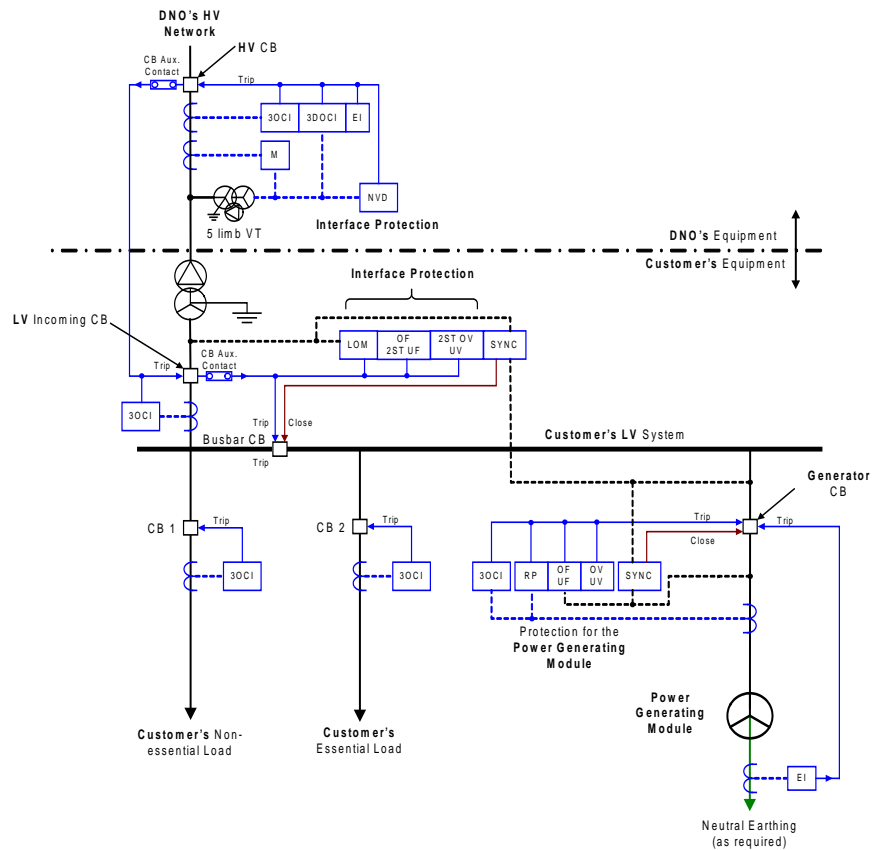 DNO's HV
Network
HV CB
CB Aux.
Contact
Trip
3OCI
3DOCI
EI
M
NVD
5 limb VT
Interface Protection
DNO's Equipment
Customer's Equipment
Interface Protection
LV Incoming CB
LOM
OF
2ST UF
2ST OV
UV
SYNC
CB Aux.
Contact
Trip
3OCI
Trip
Close
Busbar CB
Trip
Customer's LV System
Generator
CB
CB 1
Trip
3OCI
CB 2
Trip
3OCI
Trip
Trip
Close
3OCI
RP
OF
UF
OV
UV
SYNC
Protection for the
Power Generating
Module
Power
Generating
Module
Customer's Non-
essential Load
Customer's
Essential Load
EI
Neutral Earthing
(as required)